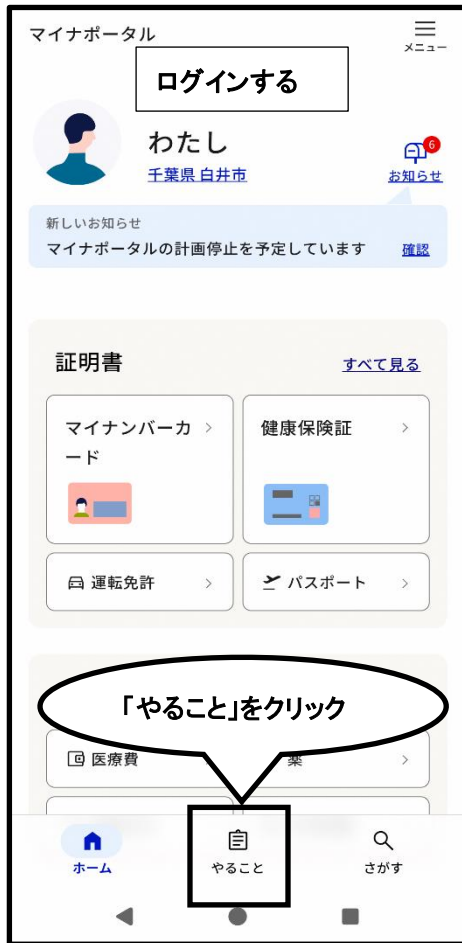 マイナポータル
メニュー
ログインする
わたし
千葉県 白井市
6
お知らせ
新しいお知らせ
マイナポータルの計画停止を予定しています 確認
証明書 すべて見る
マイナンバーカ
ード
健康保険証
運転免許 パスポート
「やること」をクリック
医療費 薬
ホーム やること さがす